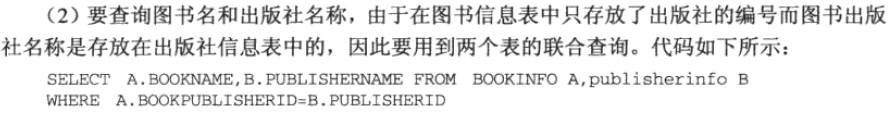 （2）要查询图书名和出版社名称，由于在图书信息表中只存放了出版社的编号而图书出版
社名称是存放在出版社信息表中的，因此要用到两个表的联合查询。代码如下所示：
SELECT A.BOOKNAME,B.PUBLISHERNAME FROM BOOKINFO A,publisherinfo B
WHERE A.BOOKPUBLISHERID=B.PUBLISHERID